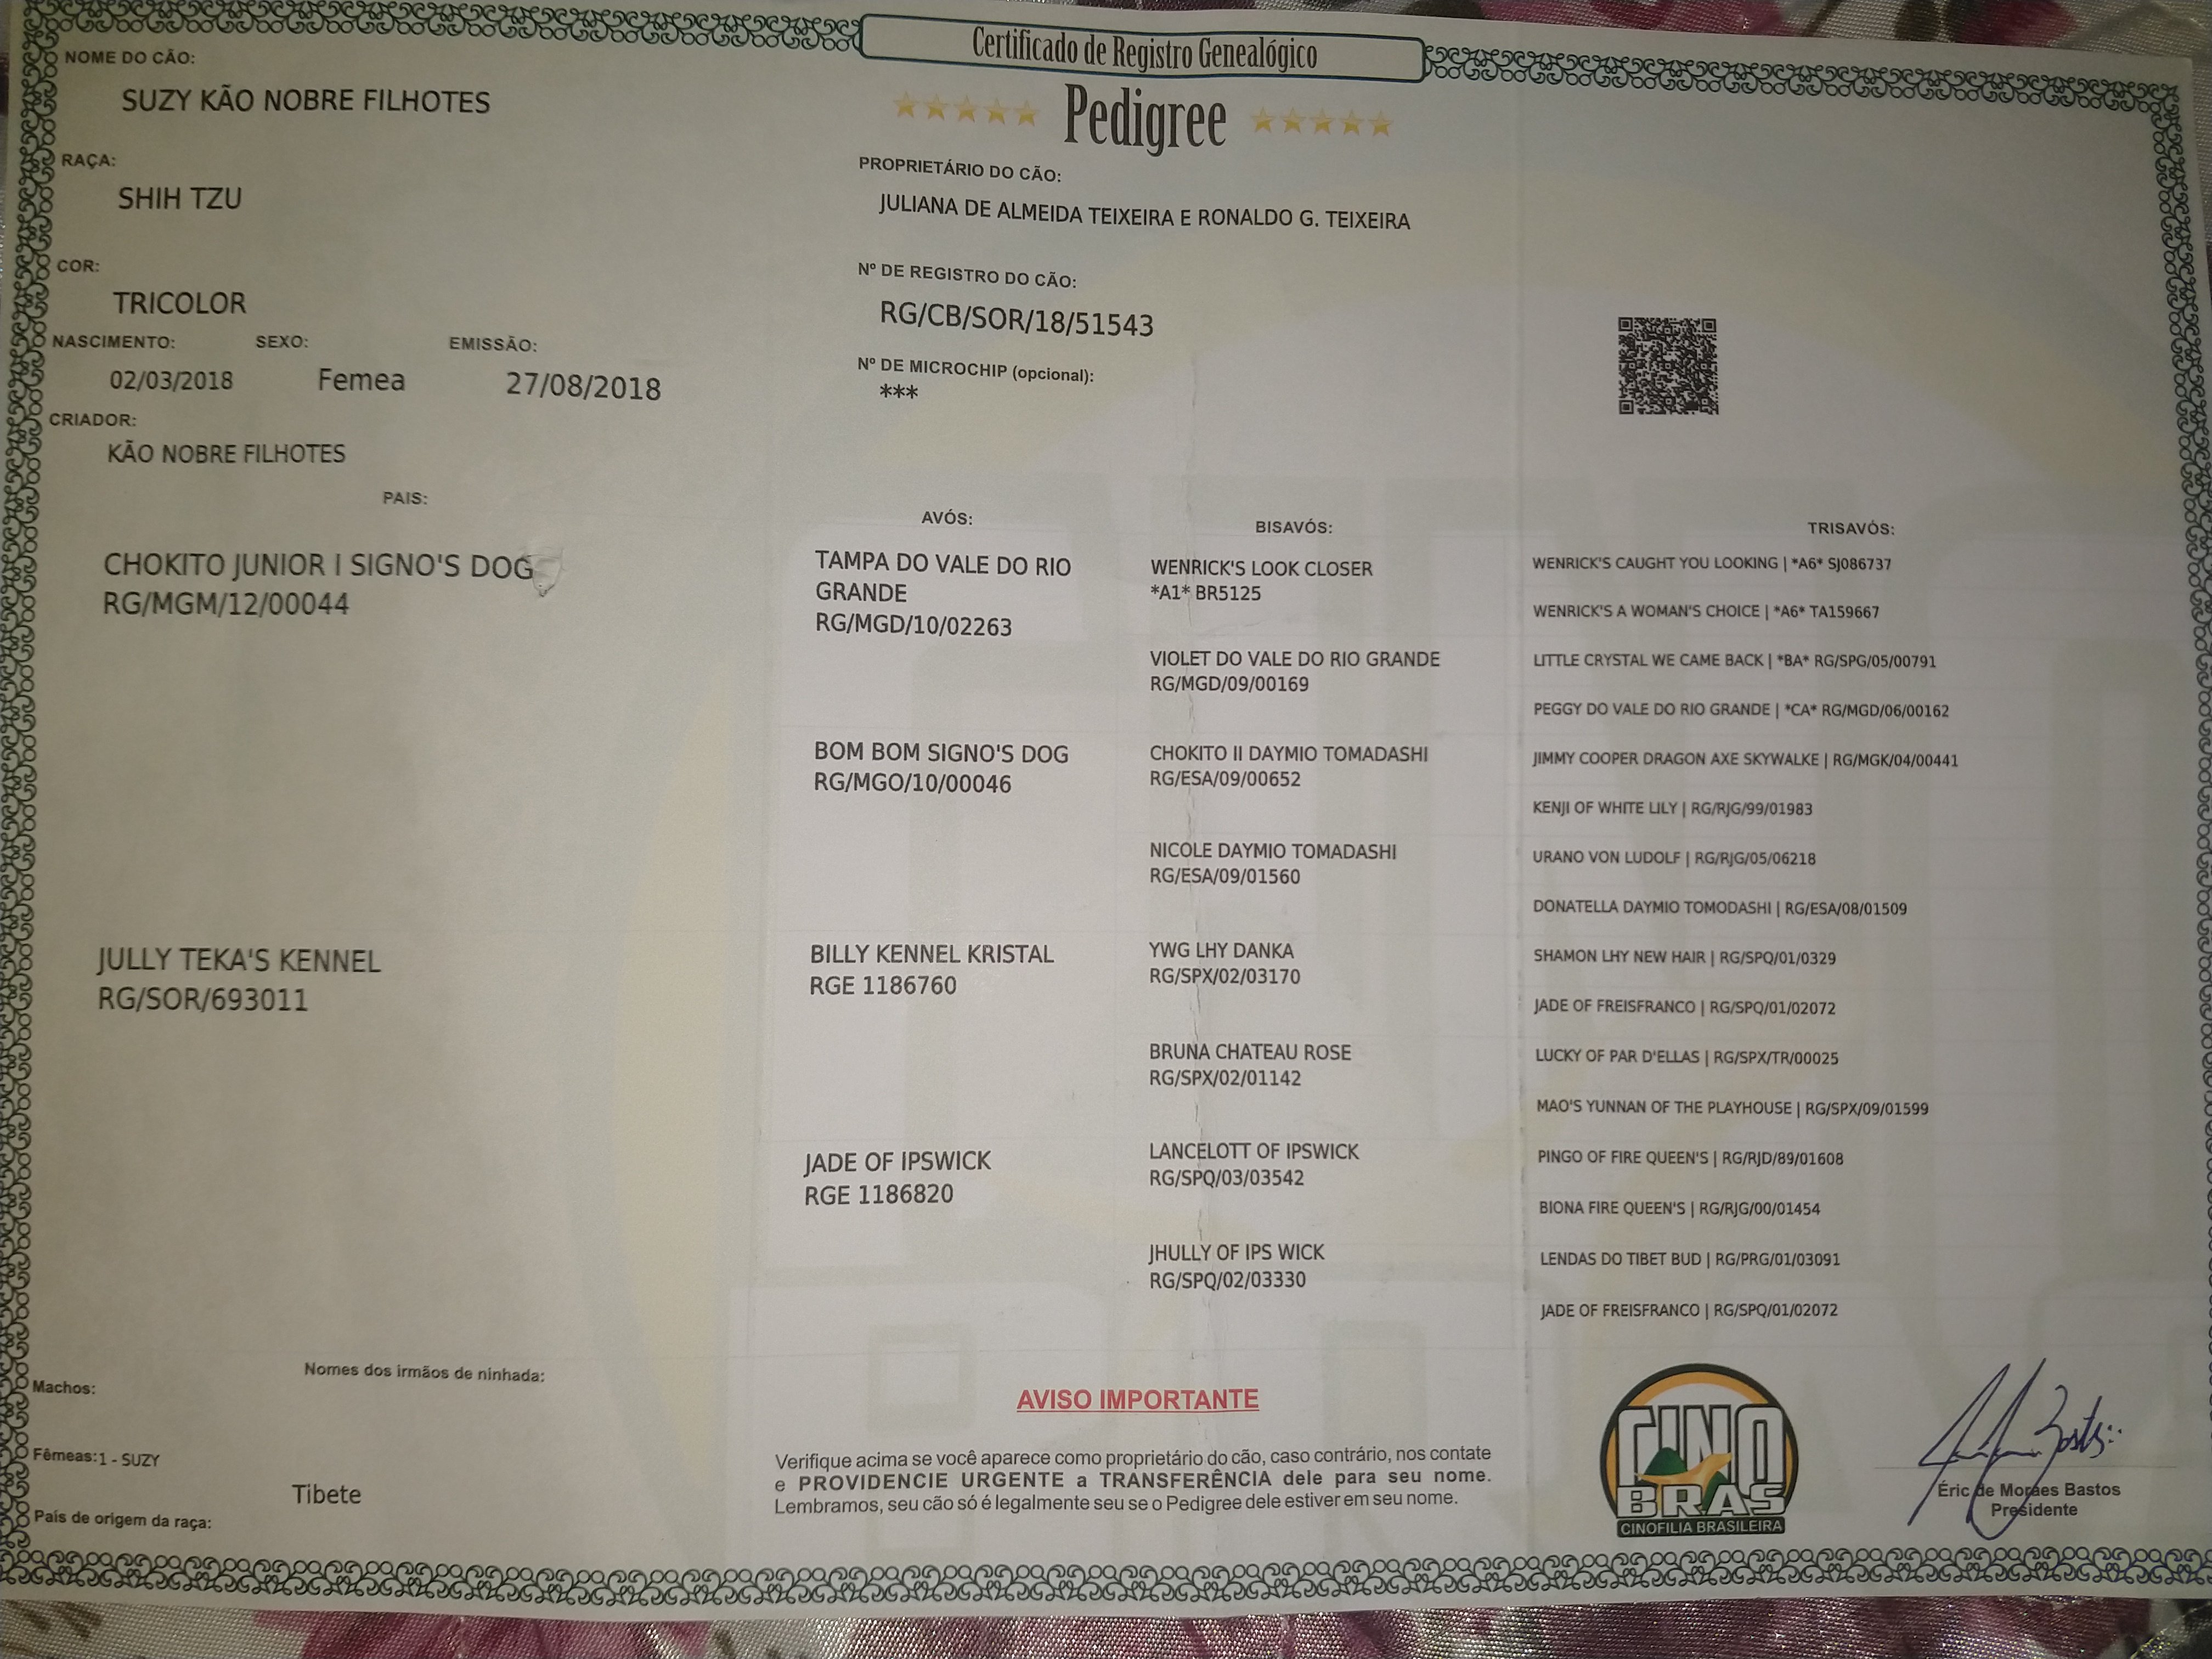 Certificado de Registro Genealógico
Pedigree
NOME DO CÃO:
SUZY KÃO NOBRE FILHOTES
RAÇA:
SHIH TZU
COR:
TRICOLOR
NASCIMENTO: SEXO: EMISSÃO:
02/03/2018 Femea 27/08/2018
CRIADOR:
KÃO NOBRE FILHOTES
PROPRIETÁRIO DO CÃO:
JULIANA DE ALMEIDA TEIXEIRA E RONALDO G. TEIXEIRA
Nº DE REGISTRO DO CÃO:
RG/CB/SOR/18/51543
Nº DE MICROCHIP (opcional):
***
PAIS:
CHOKITO JUNIOR I SIGNO'S DOG
RG/MGM/12/00044
JULLY TEKA'S KENNEL
RG/SOR/693011
AVÓS:
TAMPA DO VALE DO RIO
GRANDE
RG/MGD/10/02263
BOM BOM SIGNO'S DOG
RG/MGO/10/00046
BILLY KENNEL KRISTAL
RGE 1186760
JADE OF IPSWICK
RGE 1186820
BISAVÓS:
WENRICK'S LOOK CLOSER
*A1* BR5125
VIOLET DO VALE DO RIO GRANDE
RG/MGD/09/00169
CHOKITO II DAYMIO TOMADASHI
RG/ESA/09/00652
NICOLE DAYMIO TOMADASHI
RG/ESA/09/01560
YWG LHY DANKA
RG/SPX/02/03170
BRUNA CHATEAU ROSE
RG/SPX/02/01142
LANCELOTT OF IPSWICK
RG/SPQ/03/03542
JHULLY OF IPS WICK
RG/SPQ/02/03330
TRISAVÓS:
WENRICK'S CAUGHT YOU LOOKING | *A6* SJ086737
WENRICK'S A WOMAN'S CHOICE | *A6* TA159667
LITTLE CRYSTAL WE CAME BACK | *BA* RG/SPG/05/00791
PEGGY DO VALE DO RIO GRANDE | *CA* RG/MGD/06/00162
JIMMY COOPER DRAGON AXE SKYWALKE | RG/MGK/04/00441
KENJI OF WHITE LILY | RG/RJG/99/01983
URANO VON LUDOLF | RG/RJG/05/06218
DONATELLA DAYMIO TOMODASHI | RG/ESA/08/01509
SHAMON LHY NEW HAIR | RG/SPQ/01/0329
JADE OF FREISFRANCO | RG/SPQ/01/02072
LUCKY OF PAR D'ELLAS | RG/SPX/TR/00025
MAO'S YUNNAN OF THE PLAYHOUSE | RG/SPX/09/01599
PINGO OF FIRE QUEEN'S | RG/RJD/89/01608
BIONA FIRE QUEEN'S | RG/RJG/00/01454
LENDAS DO TIBET BUD | RG/PRG/01/03091
JADE OF FREISFRANCO | RG/SPQ/01/02072
Nomes dos irmãos de ninhada:
Machos:
Fêmeas:1 - SUZY
Tibete
País de origem da raça:
AVISO IMPORTANTE
Verifique acima se você aparece como proprietário do cão, caso contrário, nos contate
e PROVIDENCIE URGENTE a TRANSFERÊNCIA dele para seu nome.
Lembramos, seu cão só é legalmente seu se o Pedigree dele estiver em seu nome.
CINO
BRAS
CINOFILIA BRASILEIRA
Éric de Moraes Bastos
Presidente